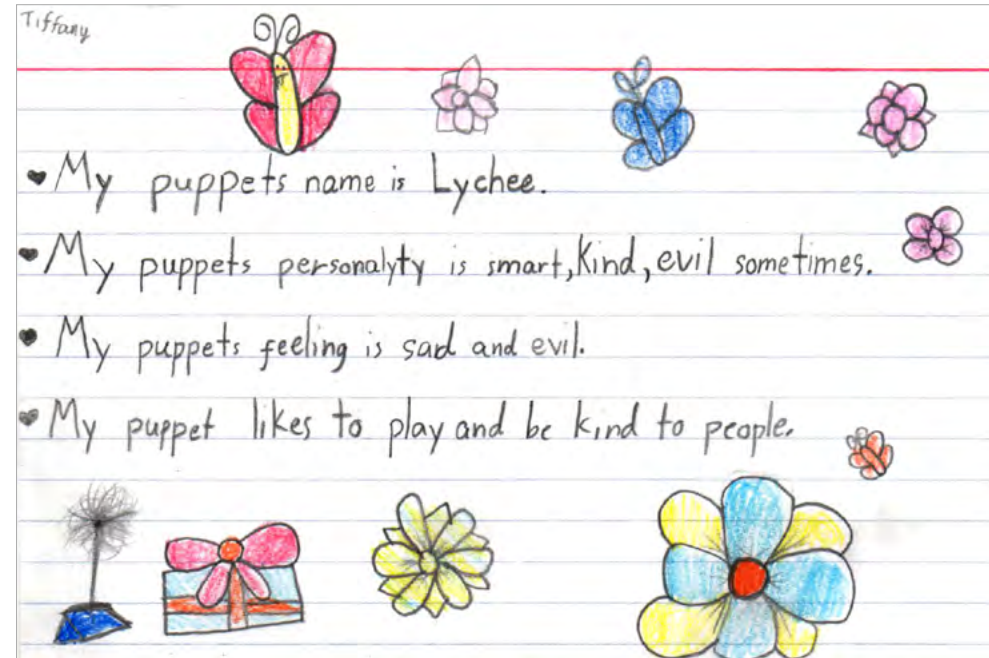 Tiffany
♥ My puppets name is Lychee.
♥ My puppets personalyty is smart, Kind, evil sometimes.
♥ My puppets feeling is sad and evil.
♥ My puppet likes to play and be kind to people.